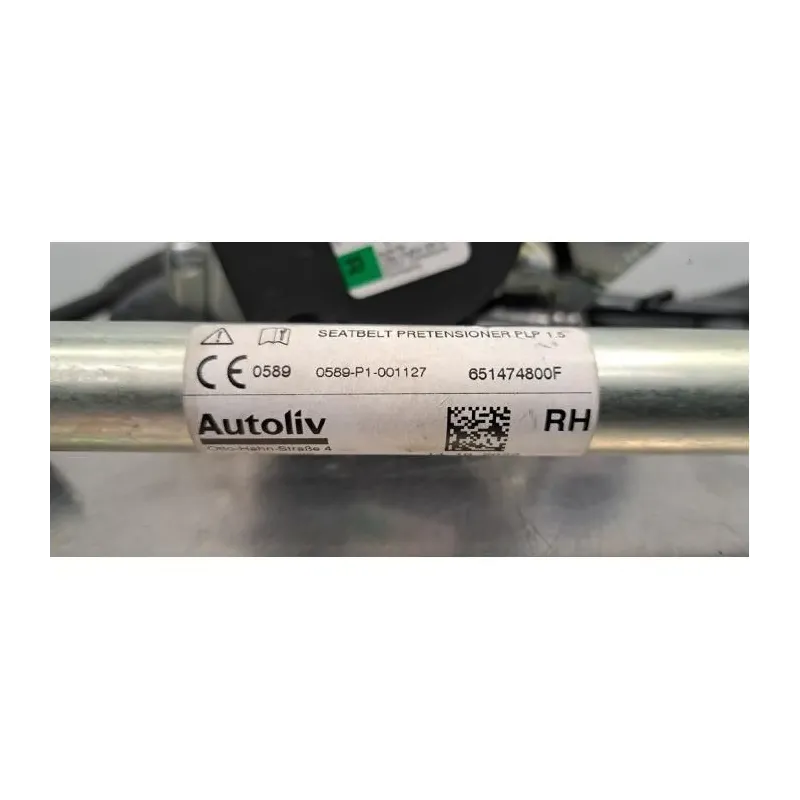 SEATBELT PRETENSIONER PLP 1.5
CE 0589 0589-P1-001127 651474800F
Autoliv RH
Otto-Hahn-Straße 4